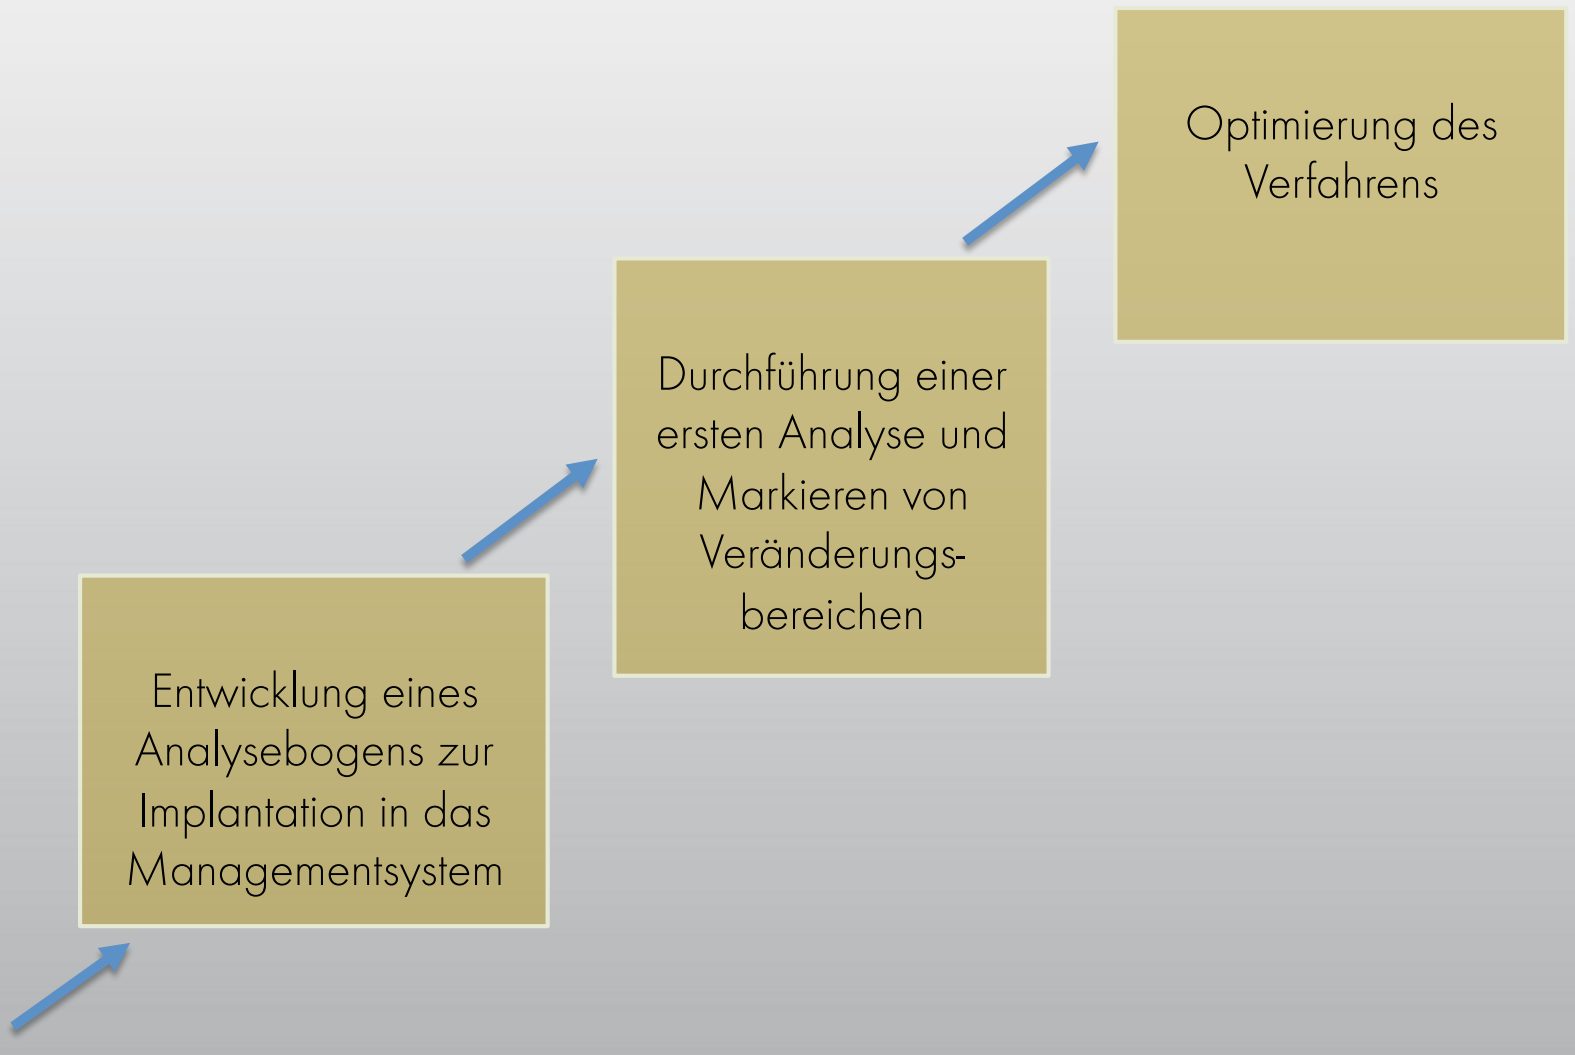 Optimierung des
Verfahrens
Durchführung einer
ersten Analyse und
Markieren von
Veränderungs-
bereichen
Entwicklung eines
Analysebogens zur
Implantation in das
Managementsystem